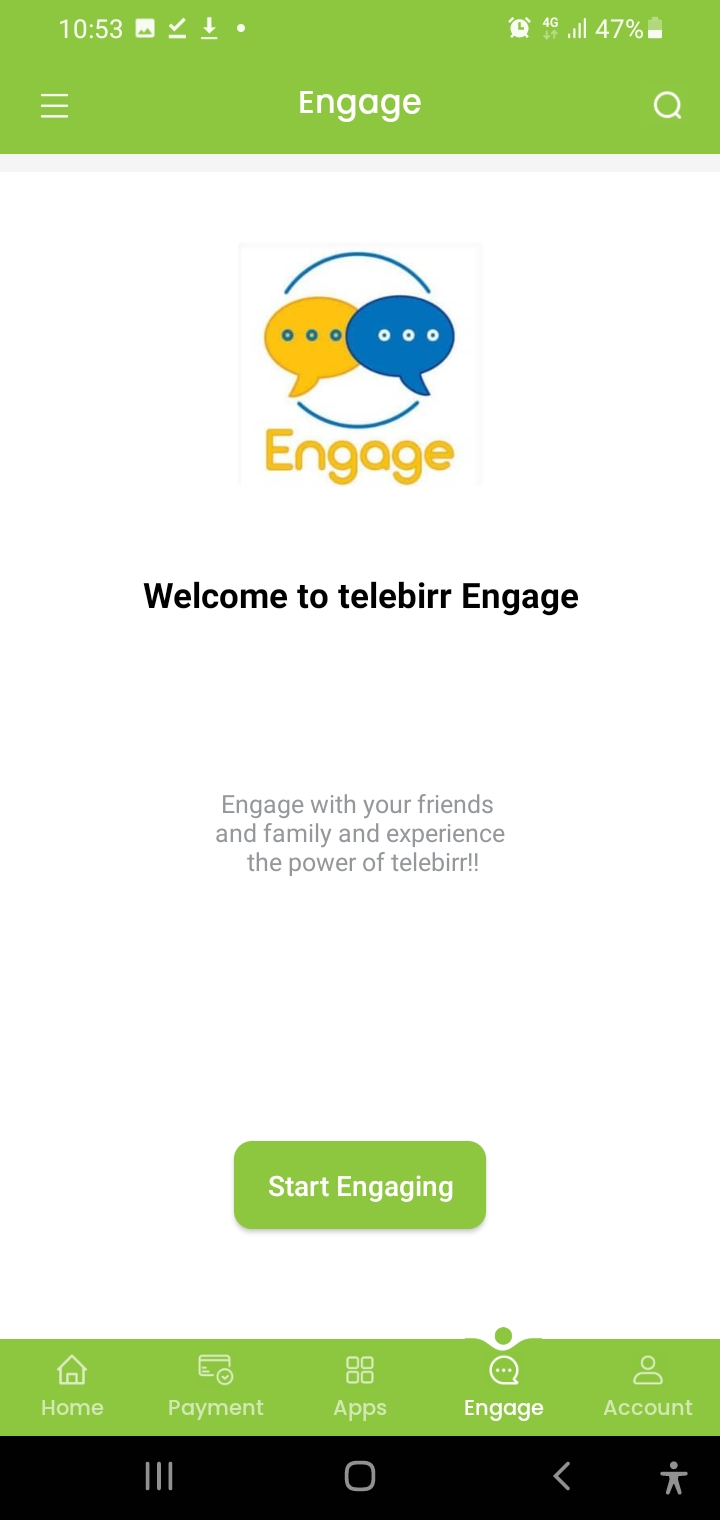 10:53
4G
47%
Engage
Engage
Welcome to telebirr Engage
Engage with your friends
and family and experience
the power of telebirr!!
Start Engaging
Home
Payment
Apps
Engage
Account